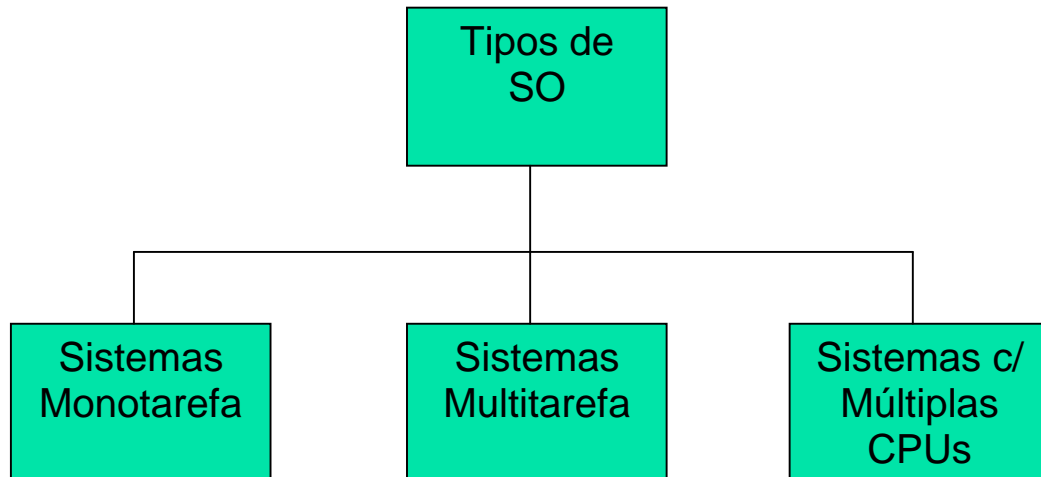 Tipos de
SO
Sistemas
Monotarefa
Sistemas
Multitarefa
Sistemas c/
Múltiplas
CPUs